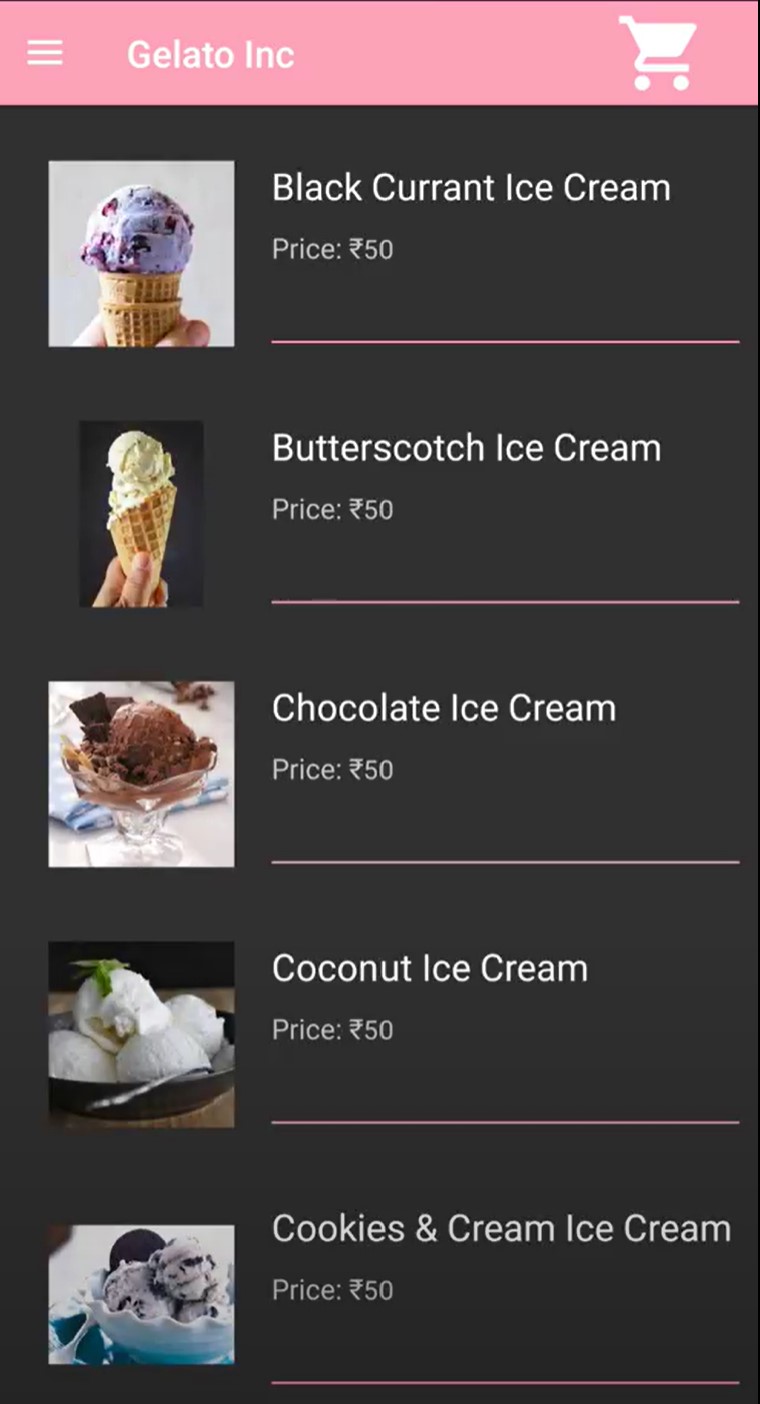 Gelato Inc
Black Currant Ice Cream
Price: ₹50
Butterscotch Ice Cream
Price: ₹50
Chocolate Ice Cream
Price: ₹50
Coconut Ice Cream
Price: ₹50
Cookies & Cream Ice Cream
Price: ₹50